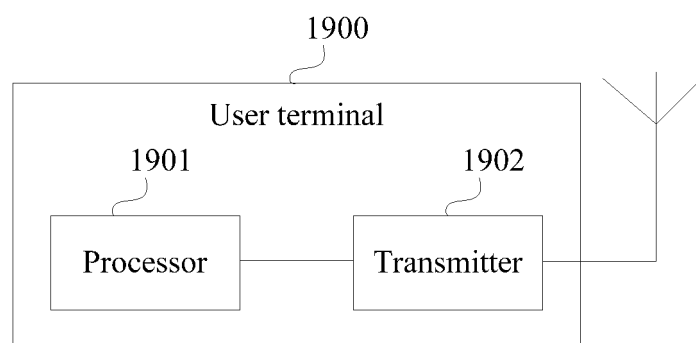 1900
User terminal
1901
1902
Processor
Transmitter